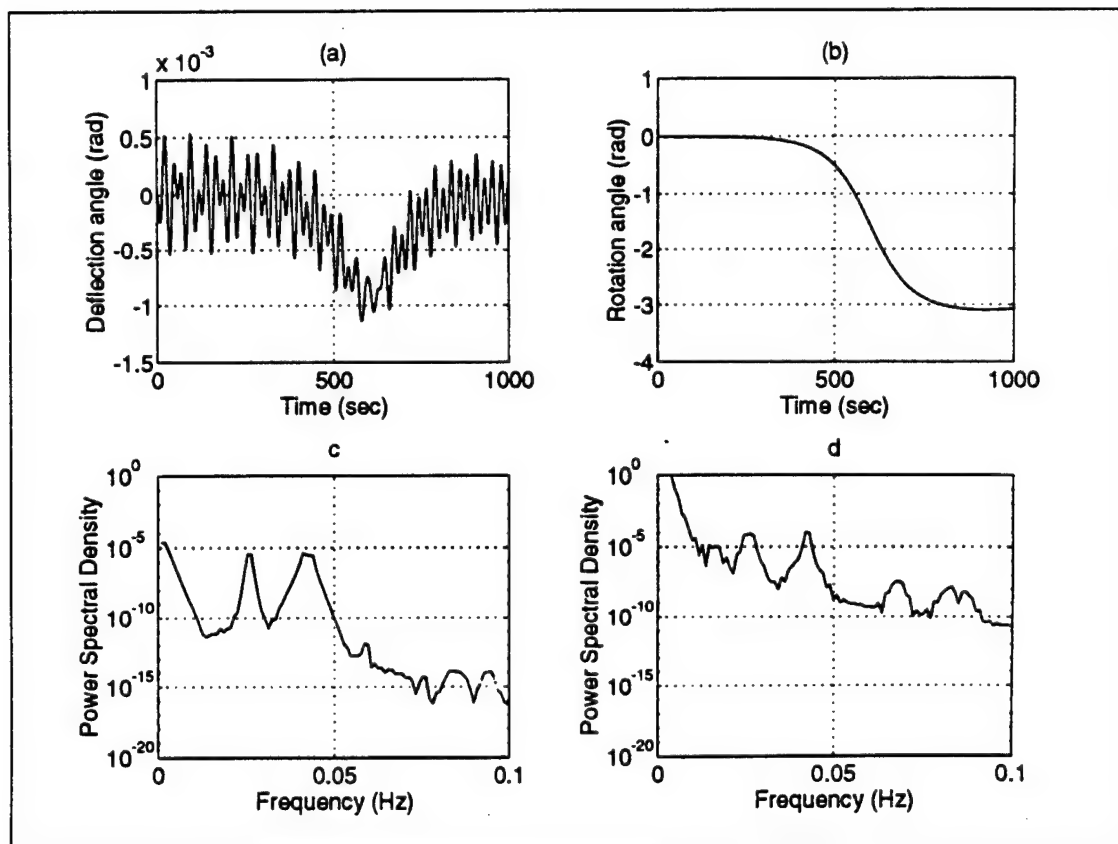 (a)
x 10^-3
Deflection angle (rad)
1
0.5
0
-0.5
-1
-1.5
0
500
1000
Time (sec)
(b)
Rotation angle (rad)
1
0
-1
-2
-3
-4
0
500
1000
Time (sec)
c
Power Spectral Density
10^0
10^-5
10^-10
10^-15
10^-20
0
0.05
0.1
Frequency (Hz)
d
Power Spectral Density
10^0
10^-5
10^-10
10^-15
10^-20
0
0.05
0.1
Frequency (Hz)